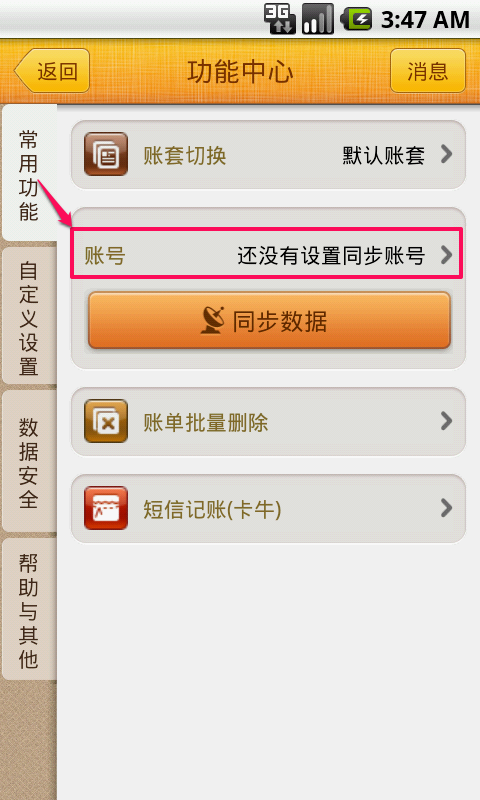 3G 3:47 AM
返回 功能中心 消息
常用功能
账套切换 默认账套
账号 还没有设置同步账号
自定义设置
同步数据
数据安全
账单批量删除
短信记账(卡牛)
帮助与其他